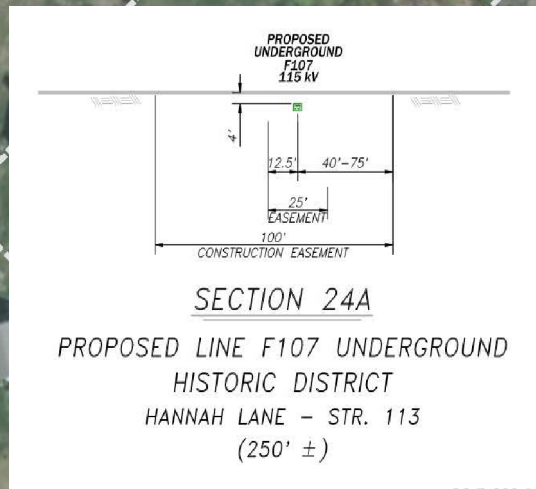 PROPOSED
UNDERGROUND
F107
115 kV
4'
12.5' 40'-75'
25'
EASEMENT
100'
CONSTRUCTION EASEMENT
SECTION 24A
PROPOSED LINE F107 UNDERGROUND
HISTORIC DISTRICT
HANNAH LANE - STR. 113
(250' ±)